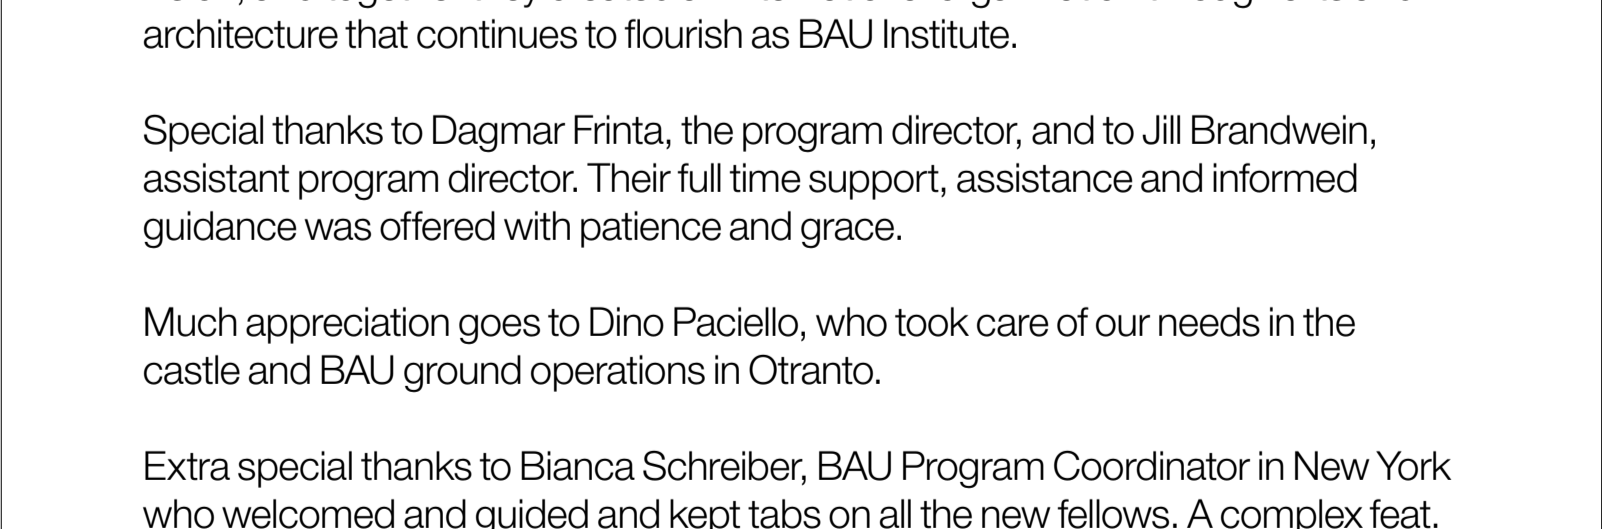 architecture that continues to flourish as BAU Institute.
Special thanks to Dagmar Frinta, the program director, and to Jill Brandwein,
assistant program director. Their full time support, assistance and informed
guidance was offered with patience and grace.
Much appreciation goes to Dino Paciello, who took care of our needs in the
castle and BAU ground operations in Otranto.
Extra special thanks to Bianca Schreiber, BAU Program Coordinator in New York
who welcomed and guided and kept tabs on all the new fellows. A complex feat.